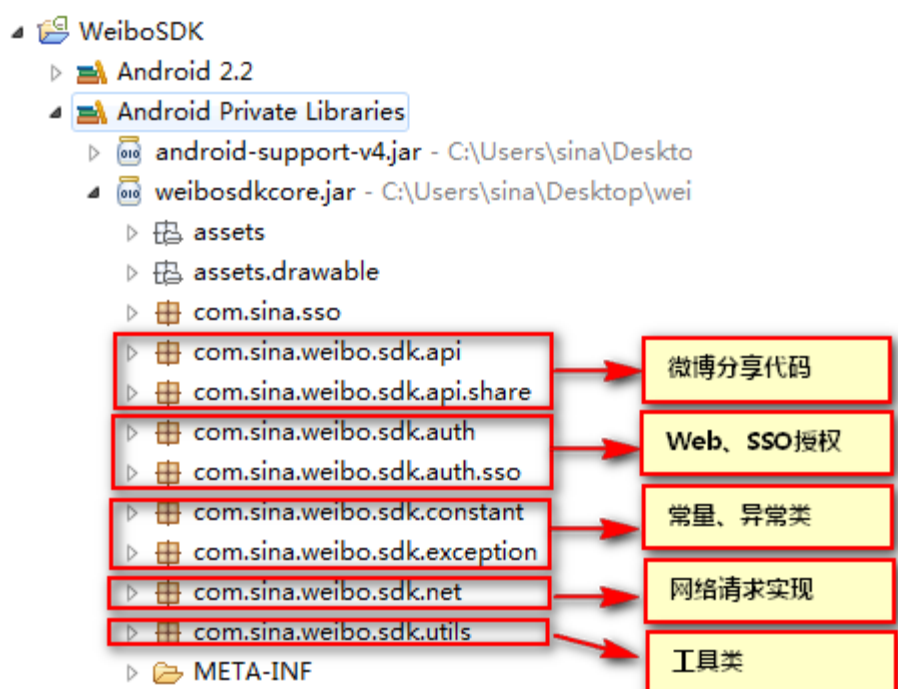 WeiboSDK
Android 2.2
Android Private Libraries
android-support-v4.jar - C:\Users\sina\Deskto
weibosdkcore.jar - C:\Users\sina\Desktop\wei
assets
assets.drawable
com.sina.sso
com.sina.weibo.sdk.api
微博分享代码
com.sina.weibo.sdk.api.share
com.sina.weibo.sdk.auth
Web、SSO授权
com.sina.weibo.sdk.auth.sso
com.sina.weibo.sdk.constant
常量、异常类
com.sina.weibo.sdk.exception
com.sina.weibo.sdk.net
网络请求实现
com.sina.weibo.sdk.utils
工具类
META-INF